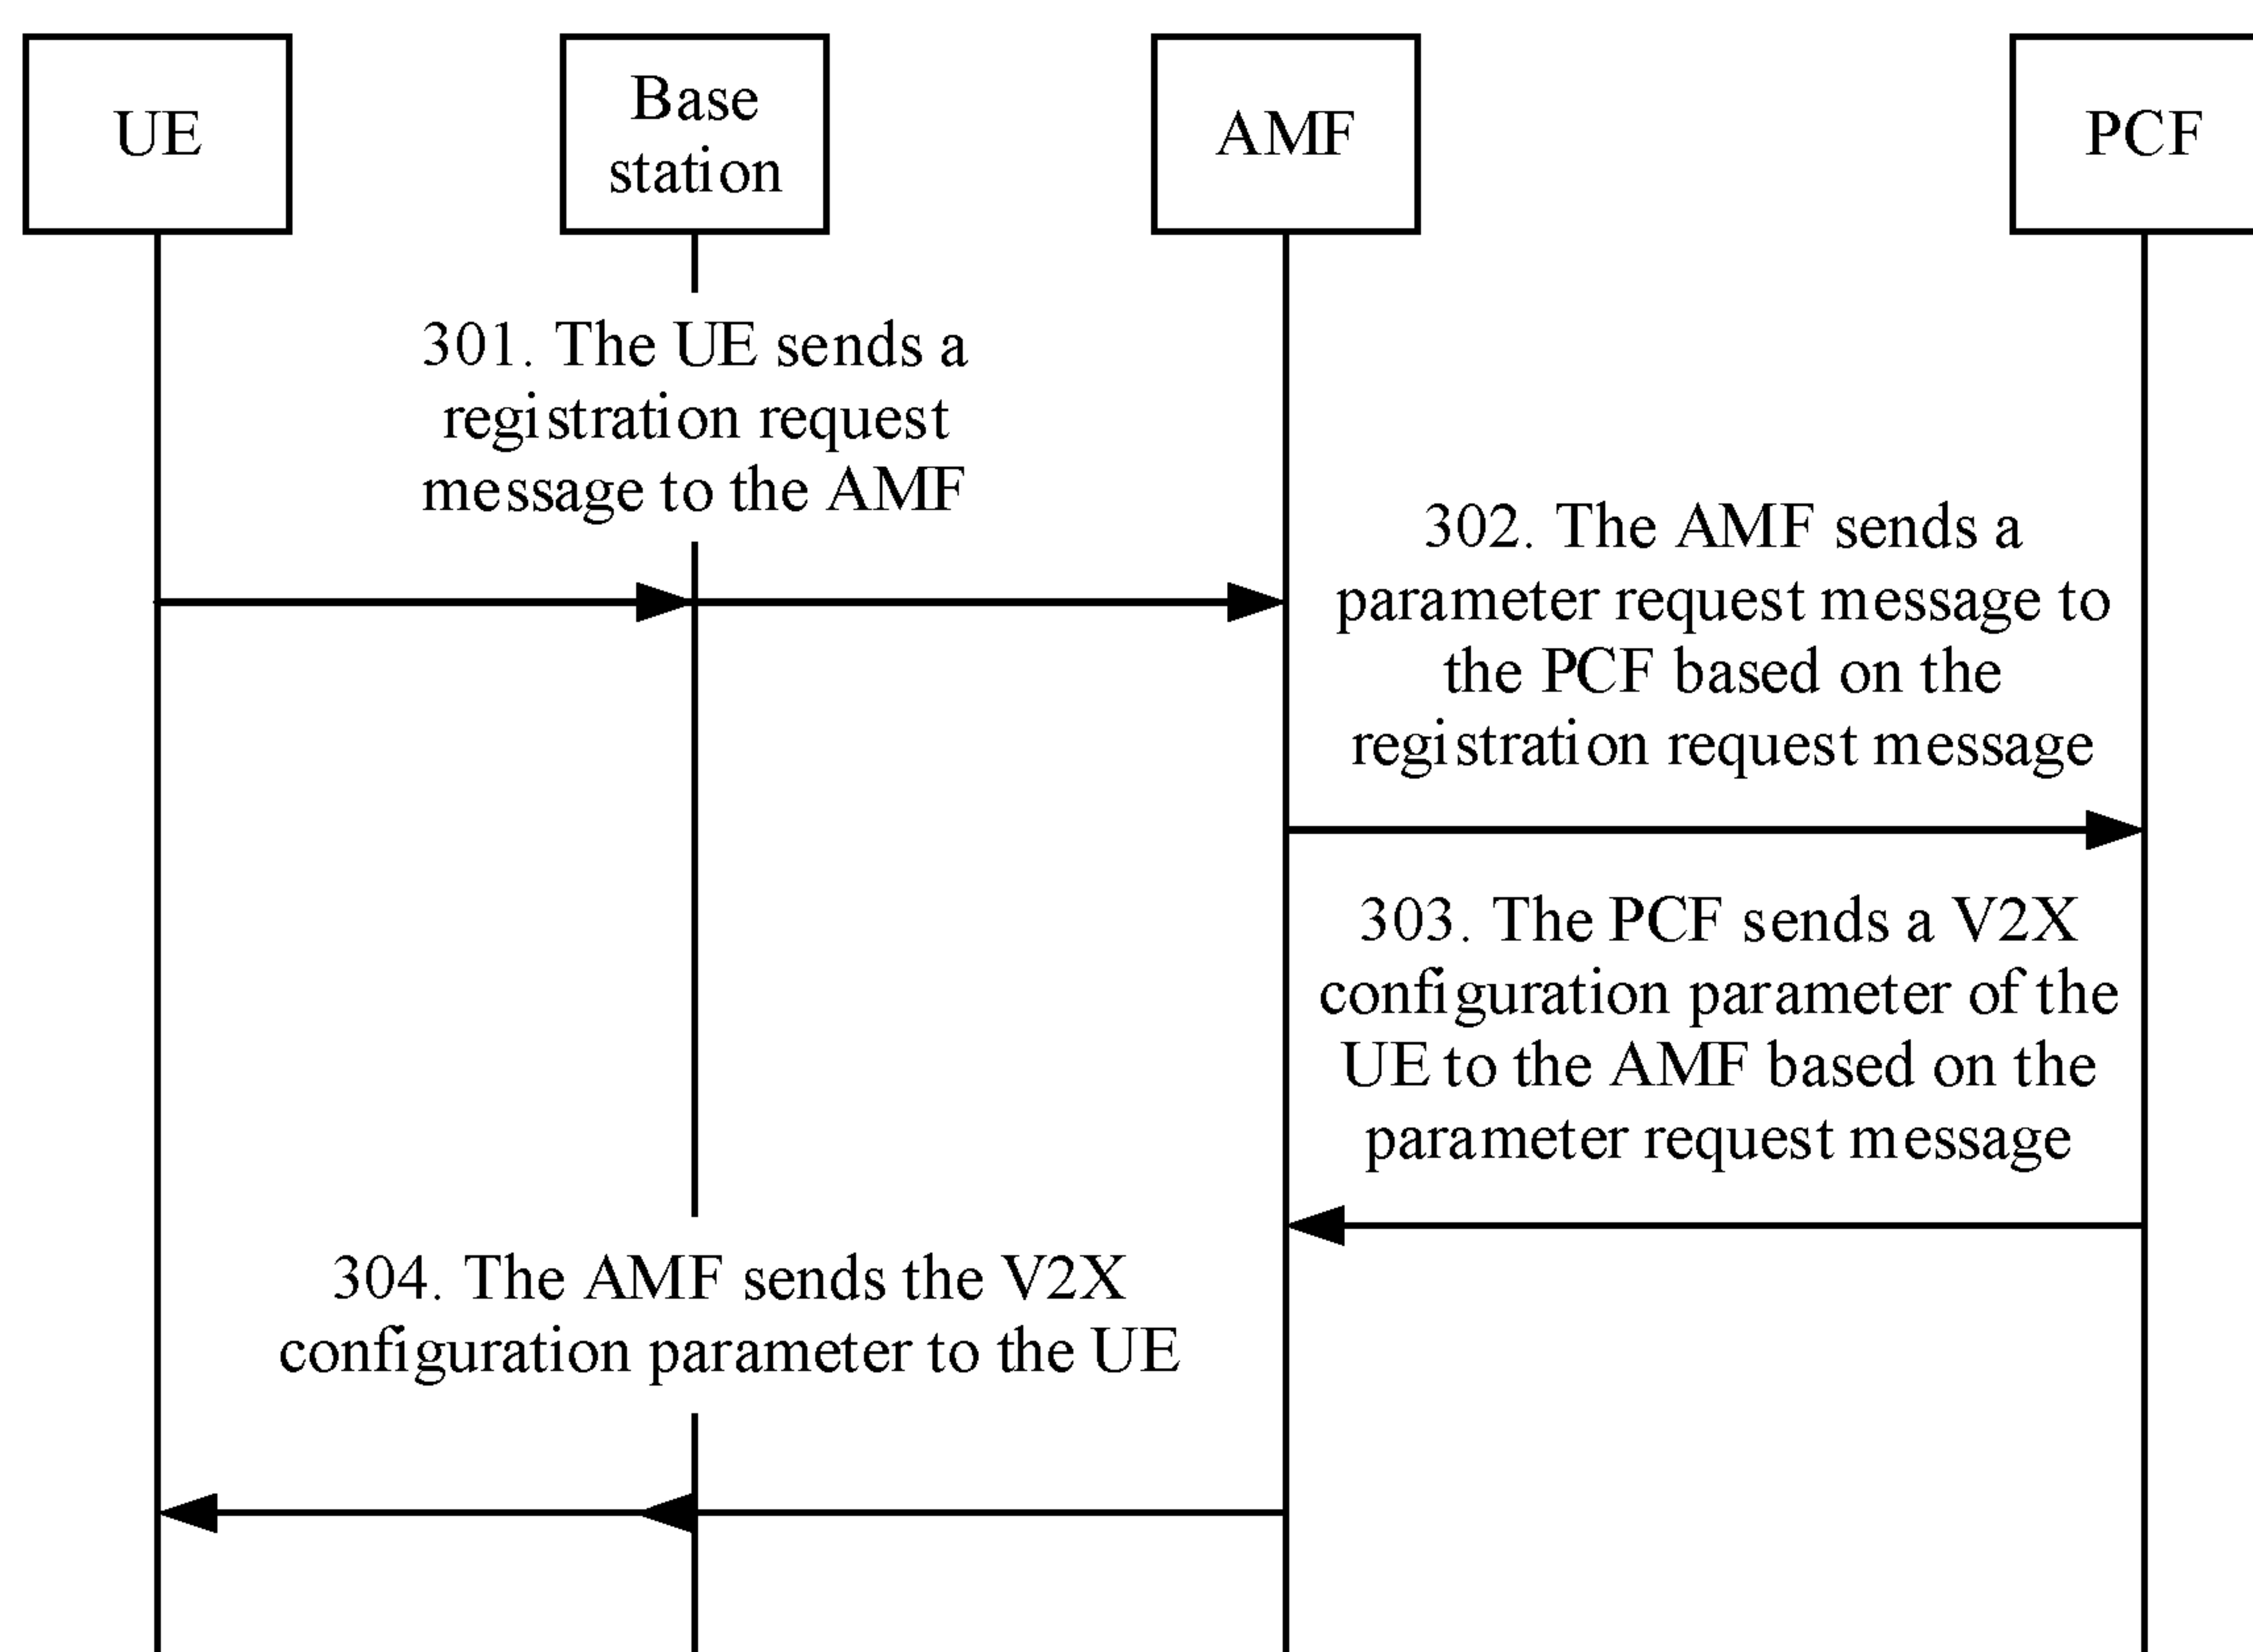 UE
Base
station
AMF
PCF
301. The UE sends a
registration request
message to the AMF
302. The AMF sends a
parameter request message to
the PCF based on the
registration request message
303. The PCF sends a V2X
configuration parameter of the
UE to the AMF based on the
parameter request message
304. The AMF sends the V2X
configuration parameter to the UE